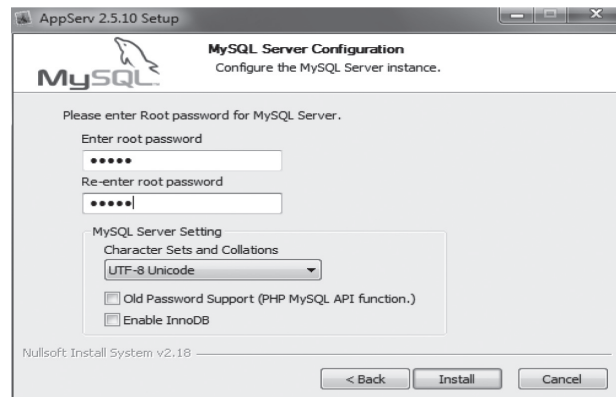 AppServ 2.5.10 Setup
MySQL
MySQL Server Configuration
Configure the MySQL Server instance.
Please enter Root password for MySQL Server.
Enter root password
•••••
Re-enter root password
•••••
MySQL Server Setting
Character Sets and Collations
UTF-8 Unicode
Old Password Support (PHP MySQL API function.)
Enable InnoDB
Nullsoft Install System v2.18
< Back Install Cancel